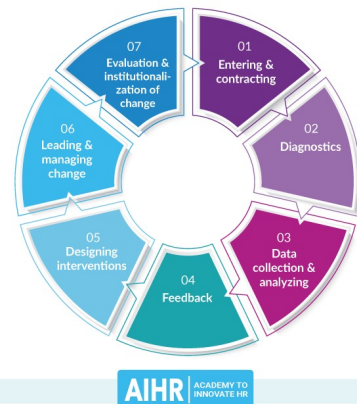 01
Entering &
contracting
02
Diagnostics
03
Data
collection &
analyzing
04
Feedback
05
Designing
interventions
06
Leading &
managing
change
07
Evaluation &
institutionali-
zation of
change
AIHR
ACADEMY TO
INNOVATE HR